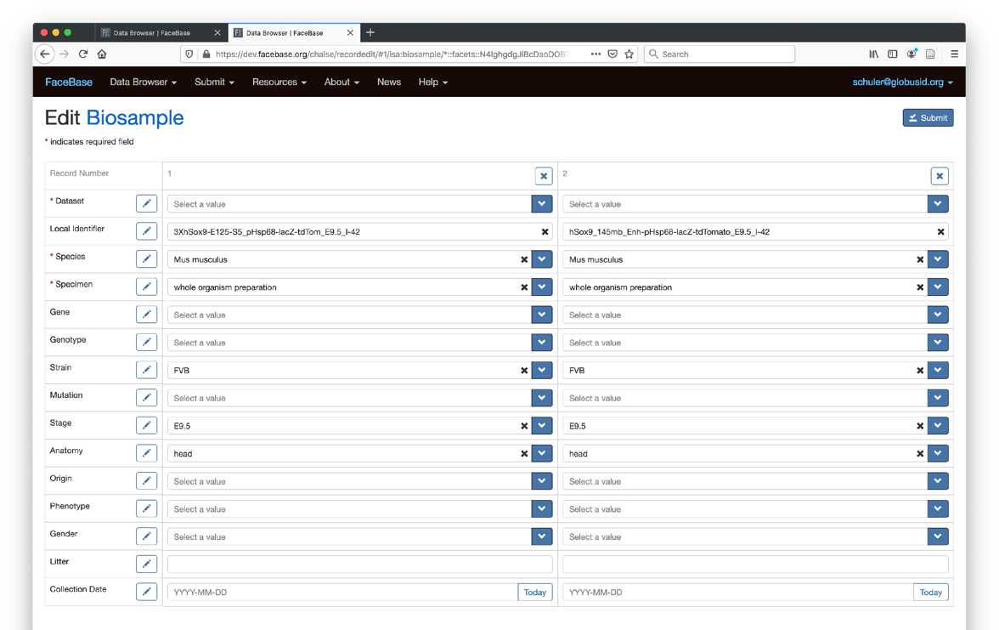 Data Browser | FaceBase
Data Browser | FaceBase
https://dev.facebase.org/chaise/recordedit/#1/isa:biosample/*::facets::N4IghgdgJiBcDaoDOB7
Search
FaceBase Data Browser Submit Resources About News Help schuler@globusid.org
Edit Biosample
Submit
* indicates required field
Record Number 1 2
* Dataset Select a value Select a value
Local Identifier 3XhSox9-E125-S5_pHsp68-lacZ-tdTom_E9.5_I-42 hSox9_145mb_Enh-pHsp68-lacZ-tdTomato_E9.5_I-42
* Species Mus musculus Mus musculus
* Specimen whole organism preparation whole organism preparation
Gene Select a value Select a value
Genotype Select a value Select a value
Strain FVB FVB
Mutation Select a value Select a value
Stage E9.5 E9.5
Anatomy head head
Origin Select a value Select a value
Phenotype Select a value Select a value
Gender Select a value Select a value
Litter
Collection Date YYYY-MM-DD Today YYYY-MM-DD Today